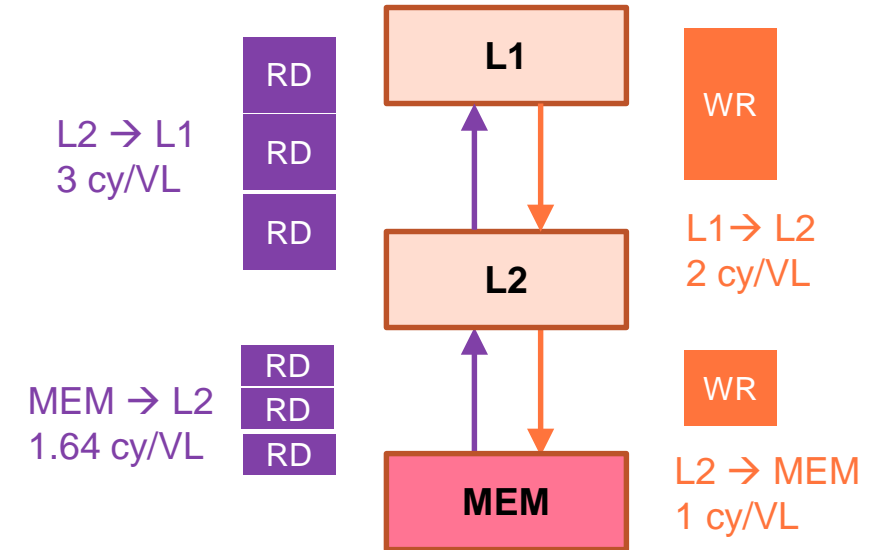 L1
RD
WR
L2 → L1
3 cy/VL
RD
RD
L1→ L2
2 cy/VL
L2
RD
MEM → L2
1.64 cy/VL
RD
RD
WR
L2 → MEM
1 cy/VL
MEM